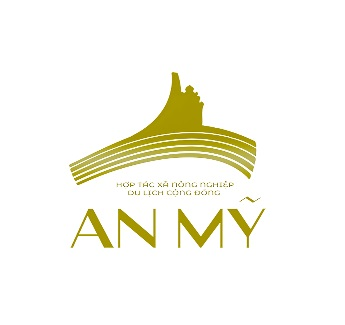 HỢP TÁC XÃ NÔNG NGHIỆP
DU LỊCH CỘNG ĐỒNG
AN MỸ